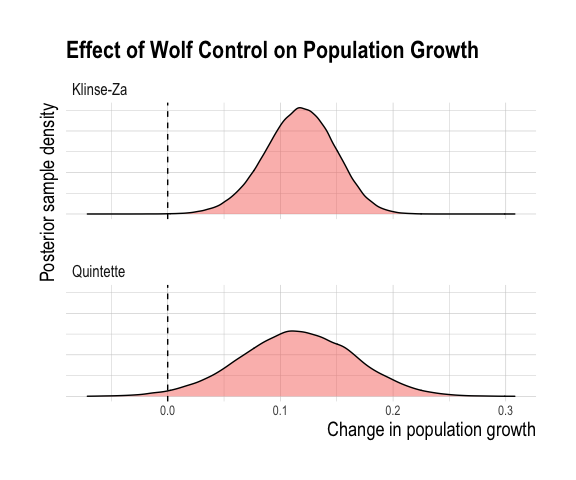 Effect of Wolf Control on Population Growth
Klinse-Za
Posterior sample density
Quintette
0.0 0.1 0.2 0.3
Change in population growth